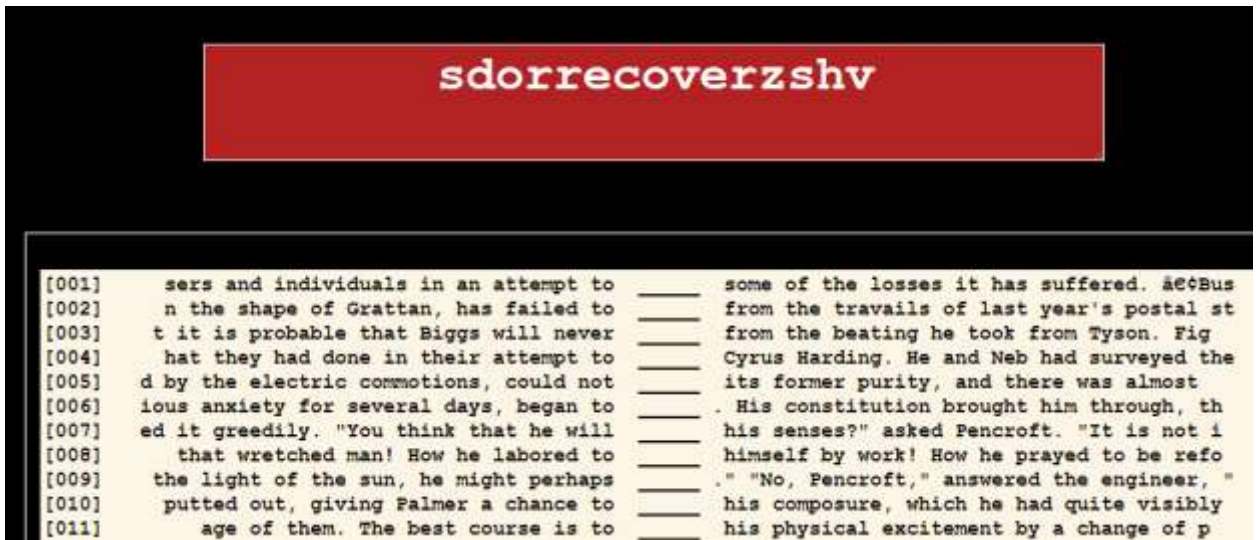 sdorrecoverzshv
[001] sers and individuals in an attempt to _____ some of the losses it has suffered. â€¢Bus
[002] n the shape of Grattan, has failed to _____ from the travails of last year's postal st
[003] t it is probable that Biggs will never _____ from the beating he took from Tyson. Fig
[004] hat they had done in their attempt to _____ Cyrus Harding. He and Neb had surveyed the
[005] d by the electric commotions, could not _____ its former purity, and there was almost
[006] ious anxiety for several days, began to _____ . His constitution brought him through, th
[007] ed it greedily. "You think that he will _____ his senses?" asked Pencroft. "It is not i
[008] that wretched man! How he labored to _____ himself by work! How he prayed to be refo
[009] the light of the sun, he might perhaps _____ ." "No, Pencroft," answered the engineer, "
[010] putted out, giving Palmer a chance to _____ his composure, which he had quite visibly
[011] age of them. The best course is to _____ his physical excitement by a change of p